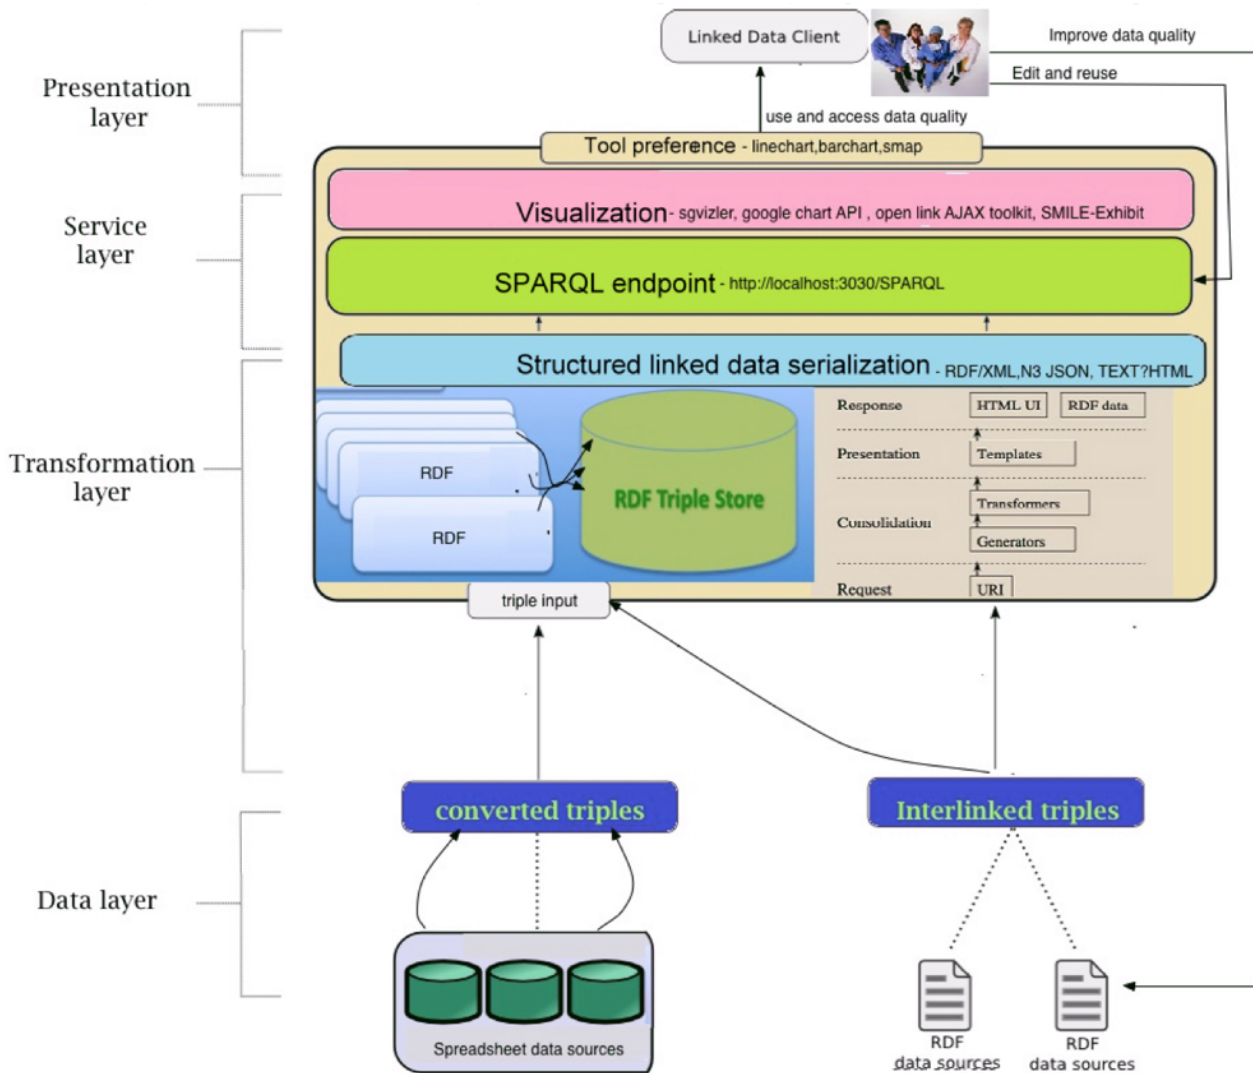 Linked Data Client
Improve data quality
Edit and reuse
Presentation
layer
use and access data quality
Tool preference - linechart,barchart,smap
Visualization - sgvizler, google chart API , open link AJAX toolkit, SMILE-Exhibit
Service
layer
SPARQL endpoint - http://localhost:3030/SPARQL
Structured linked data serialization - RDF/XML,N3 JSON, TEXT?HTML
Transformation
layer
RDF
RDF
RDF Triple Store
Response
HTML UI
RDF data
Presentation
Templates
Consolidation
Transformers
Generators
Request
URI
triple input
converted triples
Interlinked triples
Data layer
Spreadsheet data sources
RDF
data sources
RDF
data sources